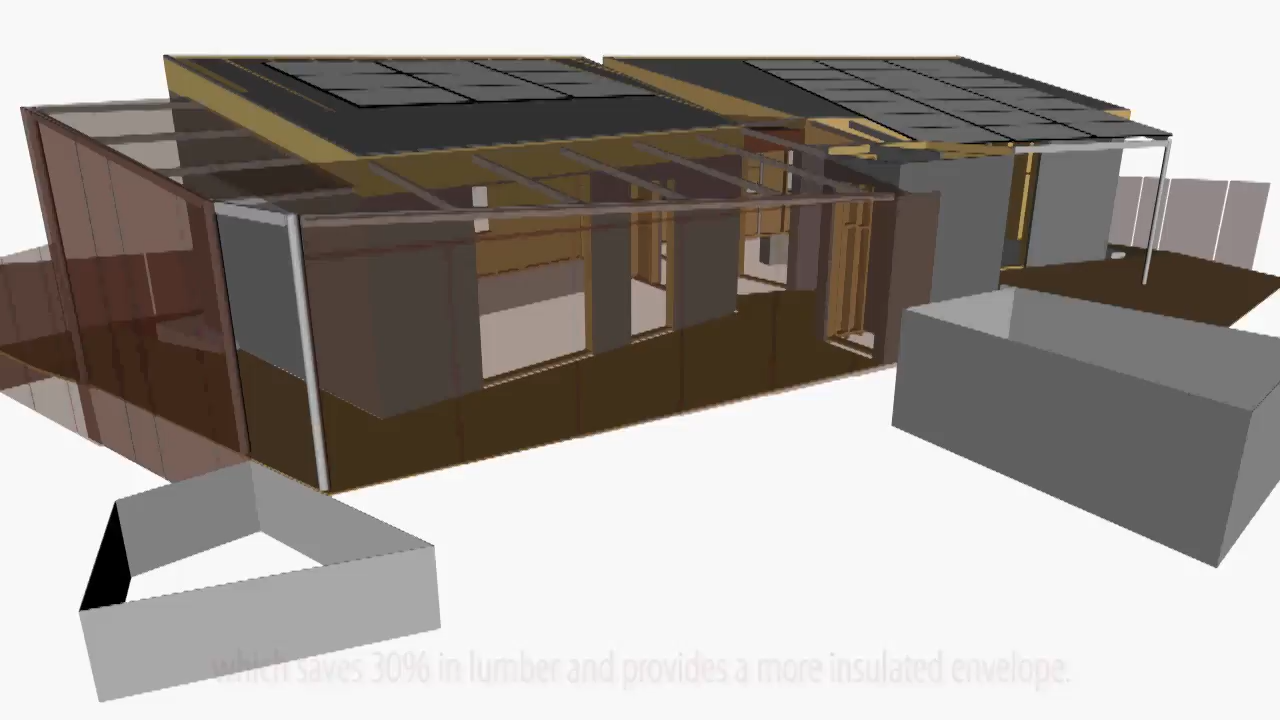 which saves 30% in lumber and provides a more insulated envelope.